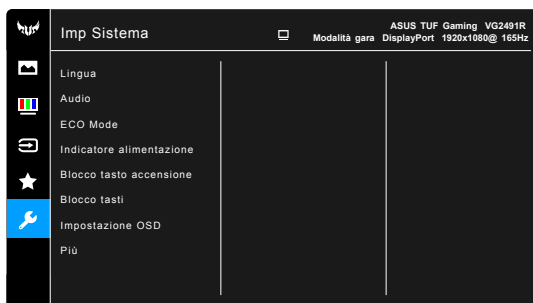 Imp Sistema
ASUS TUF Gaming VG2491R
Modalità gara DisplayPort 1920x1080@ 165Hz
Lingua
Audio
ECO Mode
Indicatore alimentazione
Blocco tasto accensione
Blocco tasti
Impostazione OSD
Più